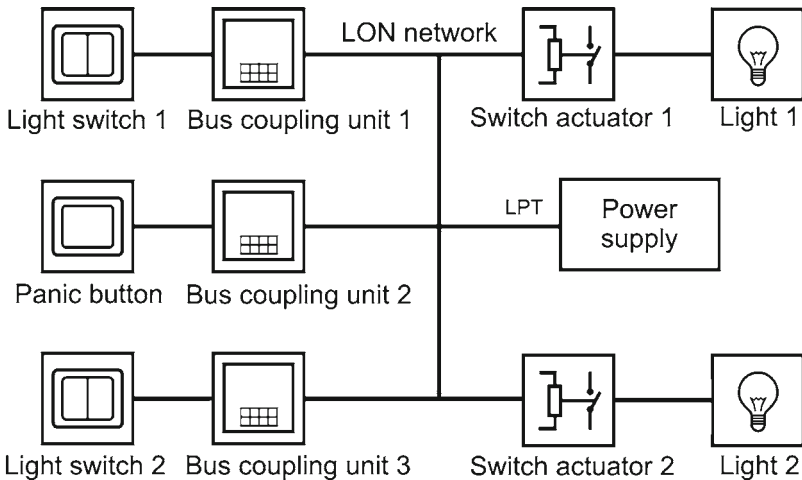 LON network
Light switch 1
Bus coupling unit 1
Switch actuator 1
Light 1
LPT
Power
supply
Panic button
Bus coupling unit 2
Light switch 2
Bus coupling unit 3
Switch actuator 2
Light 2